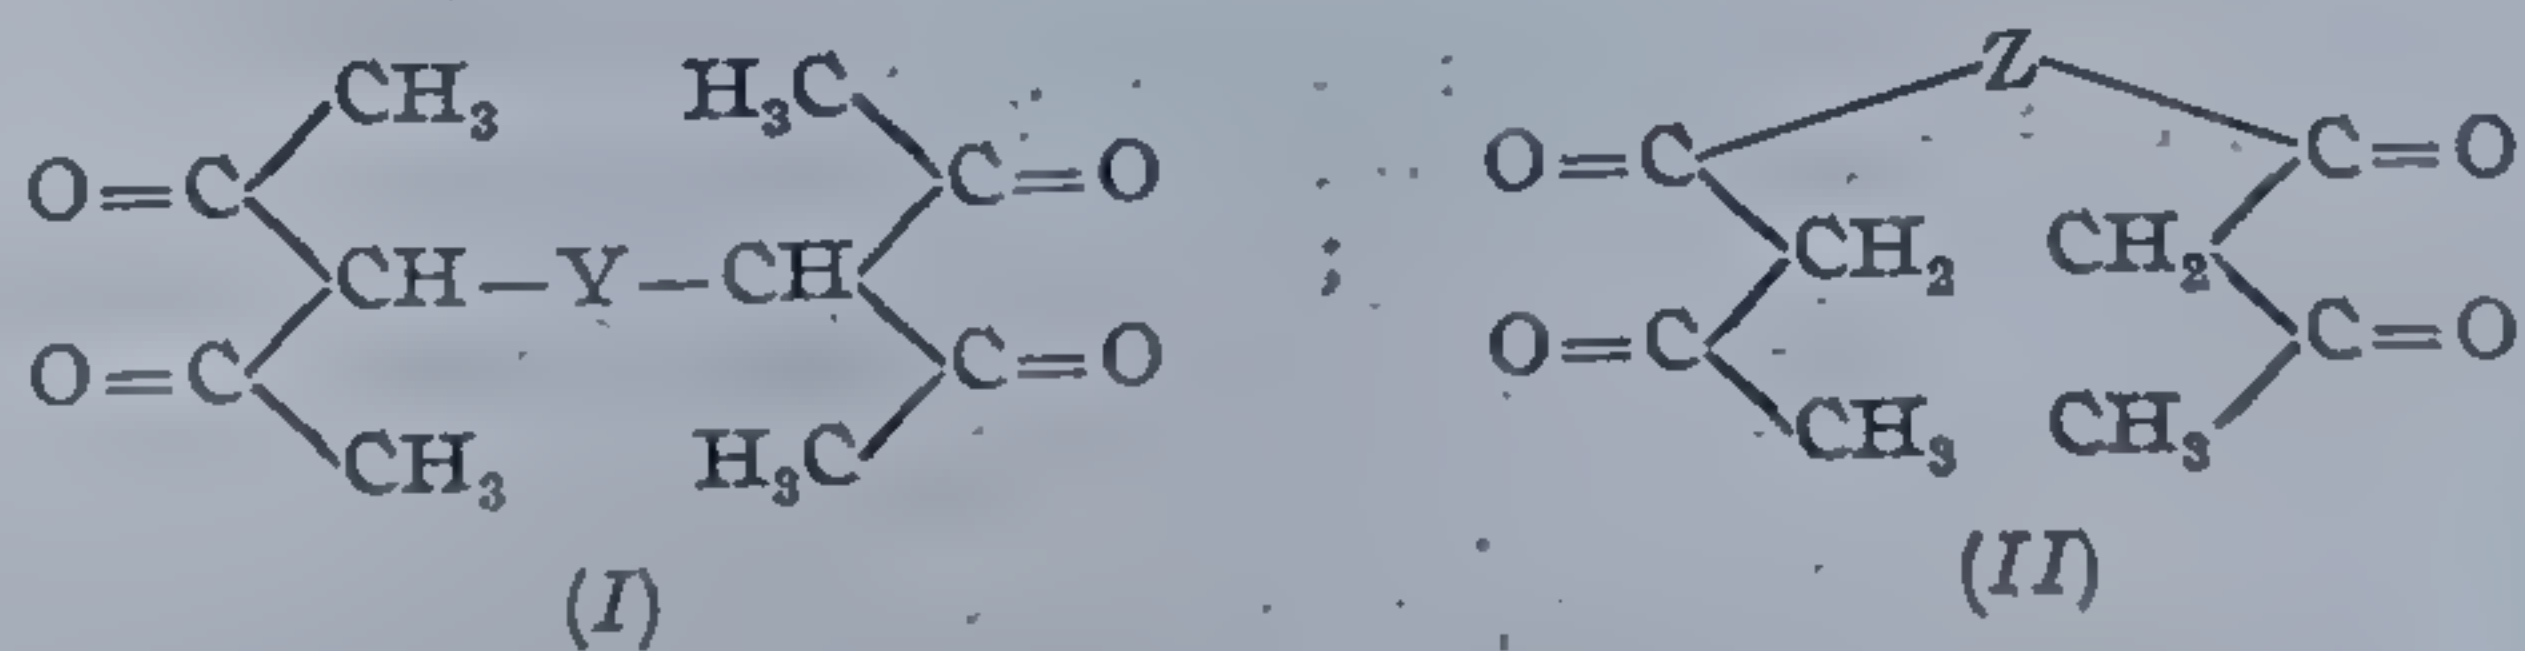 CH₃ H₃C Z
O=C C=O O=C C=O
CH—Y—CH ; CH₂ CH₂
O=C C=O O=C C=O
CH₃ H₃C CH₃ CH₃
(I) (II)